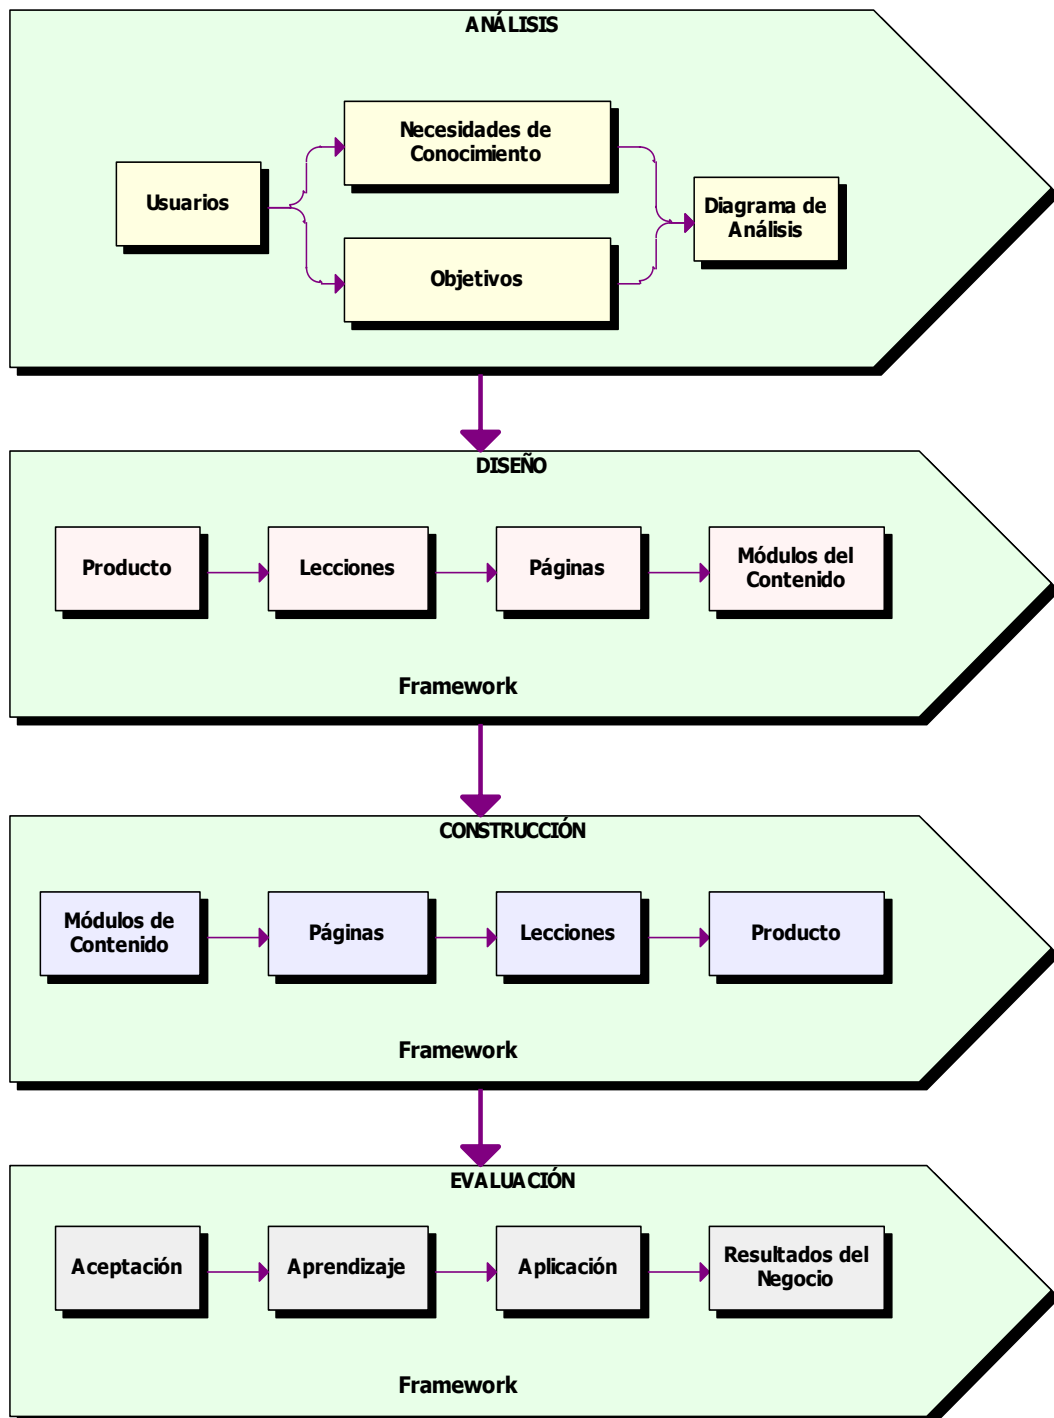 ANÁLISIS
Necesidades de
Conocimiento
Usuarios
Diagrama de
Análisis
Objetivos
DISEÑO
Producto
Lecciones
Páginas
Módulos del
Contenido
Framework
CONSTRUCCIÓN
Módulos de
Contenido
Páginas
Lecciones
Producto
Framework
EVALUACIÓN
Aceptación
Aprendizaje
Aplicación
Resultados del
Negocio
Framework